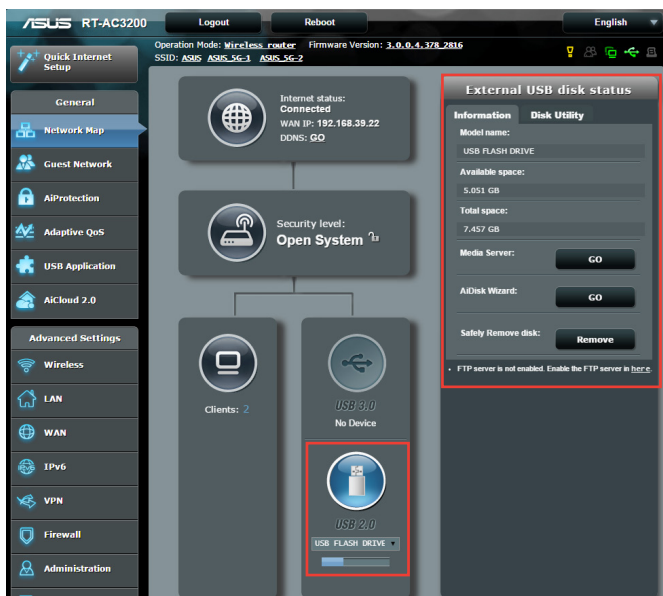 ASUS RT-AC3200
Logout
Reboot
English
Quick Internet
Setup
Operation Mode: Wireless router Firmware Version: 3.0.0.4.378_2816
SSID: ASUS ASUS_5G-1 ASUS_5G-2
General
Network Map
Guest Network
AiProtection
Adaptive QoS
USB Application
AiCloud 2.0
Advanced Settings
Wireless
LAN
WAN
IPv6
IPv6
VPN
Firewall
Administration
Internet status:
Connected
WAN IP: 192.168.39.22
DDNS: GO
Security level:
Open System
Clients: 2
USB 3.0
No Device
USB 2.0
USB FLASH DRIVE
External USB disk status
Information Disk Utility
Model name:
USB FLASH DRIVE
Available space:
5.051 GB
Total space:
7.457 GB
Media Server: GO
AiDisk Wizard: GO
Safely Remove disk: Remove
• FTP server is not enabled. Enable the FTP server in here.